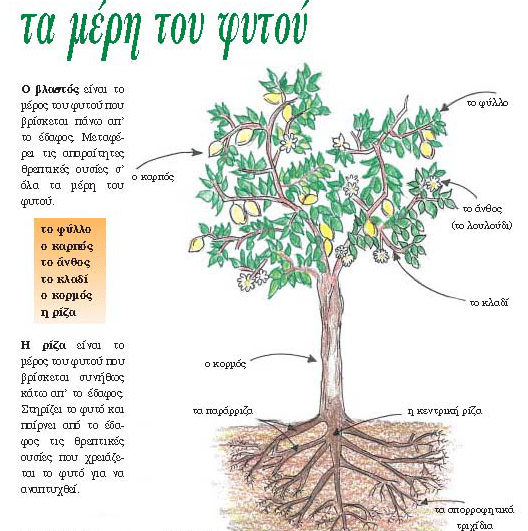 τα μέρη του φυτού
Ο βλαστός είναι το
μέρος του φυτού που
βρίσκεται πάνω απ’
το έδαφος. Μεταφέ-
ρει τις απαραίτητες
θρεπτικές ουσίες σ’
όλα τα μέρη του
φυτού.
το φύλλο
ο καρπός
το άνθος
το κλαδί
ο κορμός
η ρίζα
Η ρίζα είναι το
μέρος του φυτού που
βρίσκεται συνήθως
κάτω απ’ το έδαφος.
Στηρίζει το φυτό και
παίρνει από το έδα-
φος τις θρεπτικές
ουσίες που χρειάζε-
ται το φυτό για να
αναπτυχθεί.
το φύλλο
ο καρπός
το άνθος
(το λουλούδι)
το κλαδί
ο κορμός
τα παράρριζα
η κεντρική ρίζα
τα απορροφητικά
τριχίδια